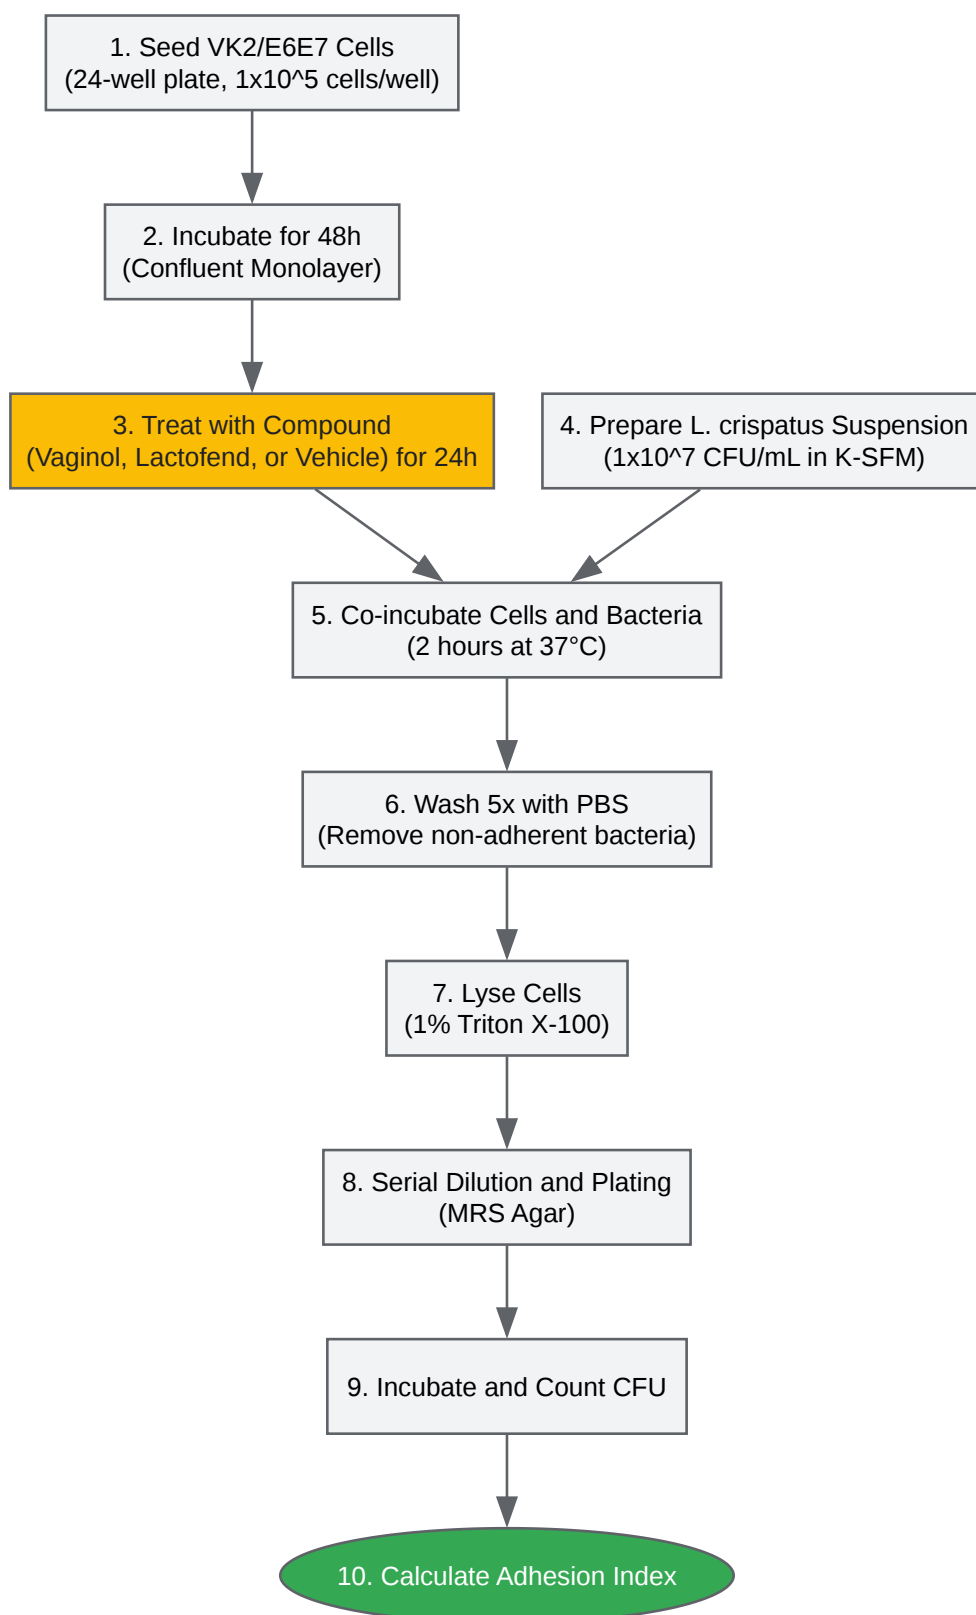 1. Seed VK2/E6E7 Cells
(24-well plate, 1x10^5 cells/well)
2. Incubate for 48h
(Confluent Monolayer)
3. Treat with Compound
(Vaginol, Lactofend, or Vehicle) for 24h
4. Prepare L. crispatus Suspension
(1x10^7 CFU/mL in K-SFM)
5. Co-incubate Cells and Bacteria
(2 hours at 37°C)
6. Wash 5x with PBS
(Remove non-adherent bacteria)
7. Lyse Cells
(1% Triton X-100)
8. Serial Dilution and Plating
(MRS Agar)
9. Incubate and Count CFU
10. Calculate Adhesion Index